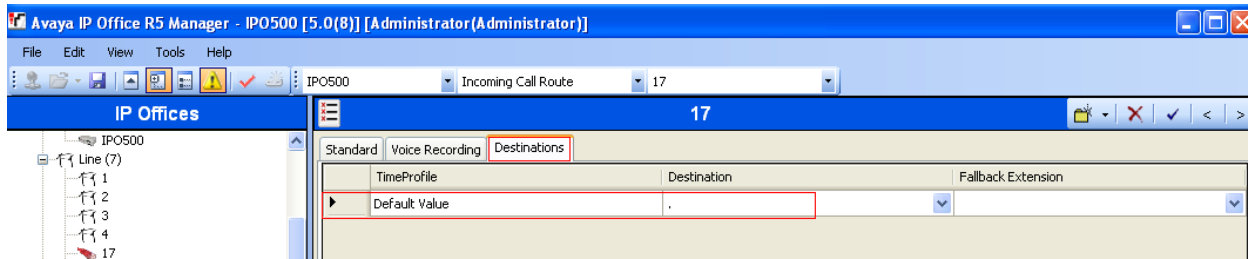 Avaya IP Office R5 Manager - IPO500 [5.0(8)] [Administrator(Administrator)]
File Edit View Tools Help
IPO500 Incoming Call Route 17
IP Offices 17
IPO500
Line (7)
1
2
3
4
17
Standard Voice Recording Destinations
TimeProfile Destination Fallback Extension
Default Value .